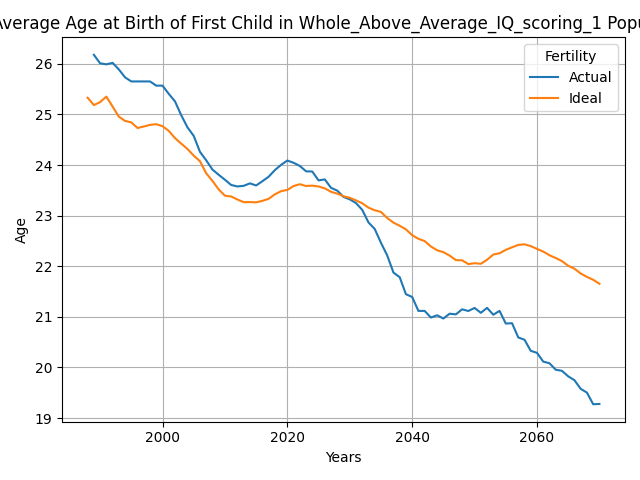 Average Age at Birth of First Child in Whole_Above_Average_IQ_scoring_1 Popu
Fertility
Actual
Ideal
26
25
24
23
22
21
20
19
Age
2000
2020
2040
2060
Years